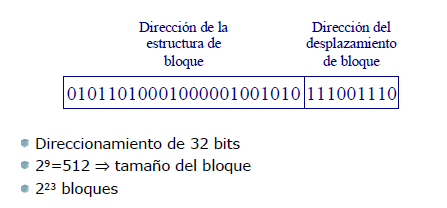 Dirección de la
estructura de
bloque
Dirección del
desplazamiento
de bloque
01011010001000001001010 111001110
Direccionamiento de 32 bits
2⁹=512 ⇒ tamaño del bloque
2²³ bloques